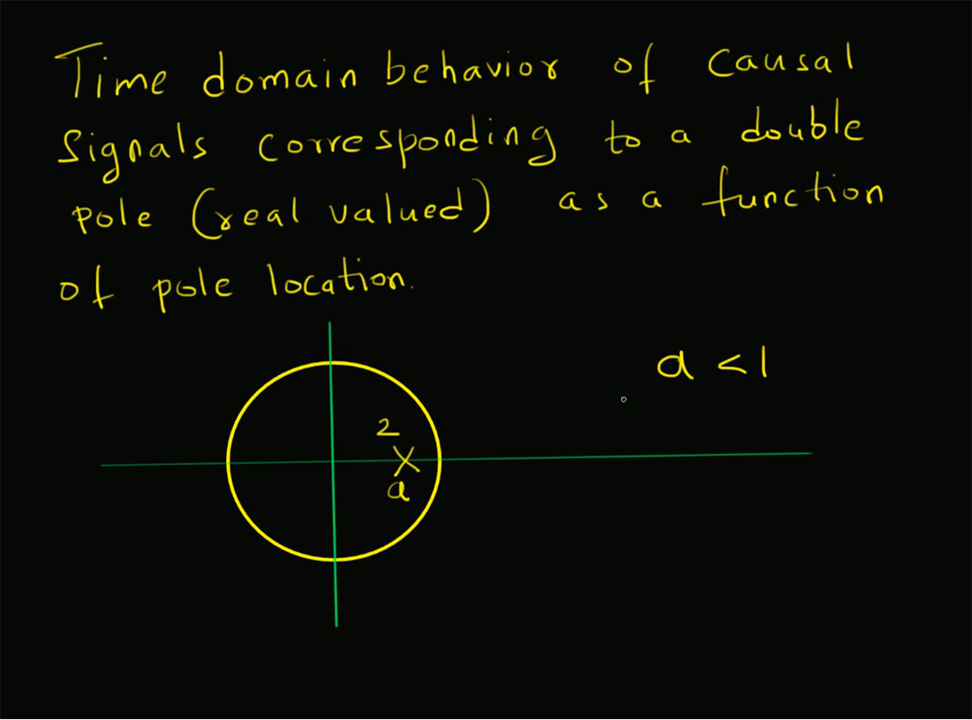 Time domain behavior of causal
Signals corresponding to a double
pole (real valued) as a function
of pole location.
a < 1
2
a